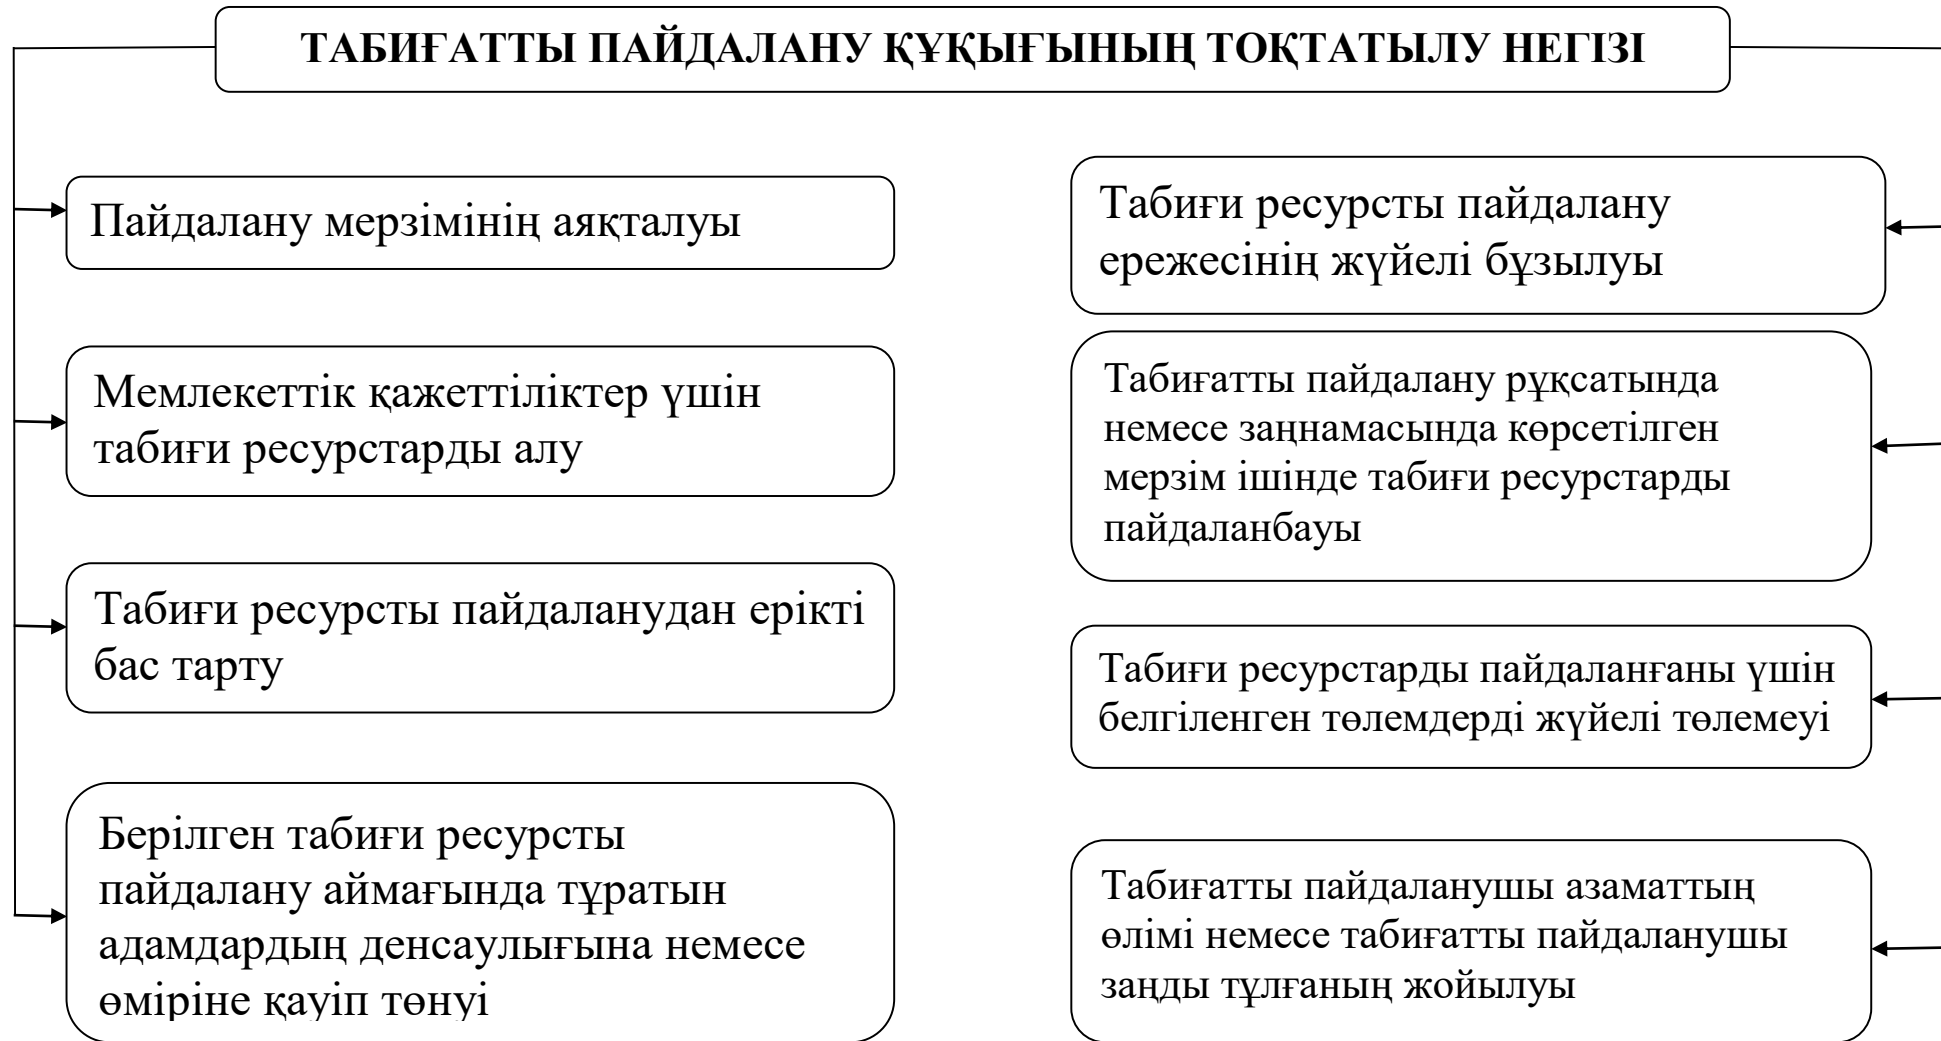 ТАБИҒАТТЫ ПАЙДАЛАНУ ҚҰҚЫҒЫНЫҢ ТОҚТАТЫЛУ НЕГІЗІ
Пайдалану мерзімінің аяқталуы
Мемлекеттік қажеттіліктер үшін
табиғи ресурстарды алу
Табиғи ресурсты пайдаланудан ерікті
бас тарту
Берілген табиғи ресурсты
пайдалану аймағында тұратын
адамдардың денсаулығына немесе
өміріне қауіп төнуі
Табиғи ресурсты пайдалану
ережесінің жүйелі бұзылуы
Табиғатты пайдалану рұқсатында
немесе заңнамасында көрсетілген
мерзім ішінде табиғи ресурстарды
пайдаланбауы
Табиғи ресурстарды пайдаланғаны үшін
белгіленген төлемдерді жүйелі төлемеуі
Табиғатты пайдаланушы азаматтың
өлімі немесе табиғатты пайдаланушы
заңды тұлғаның жойылуы